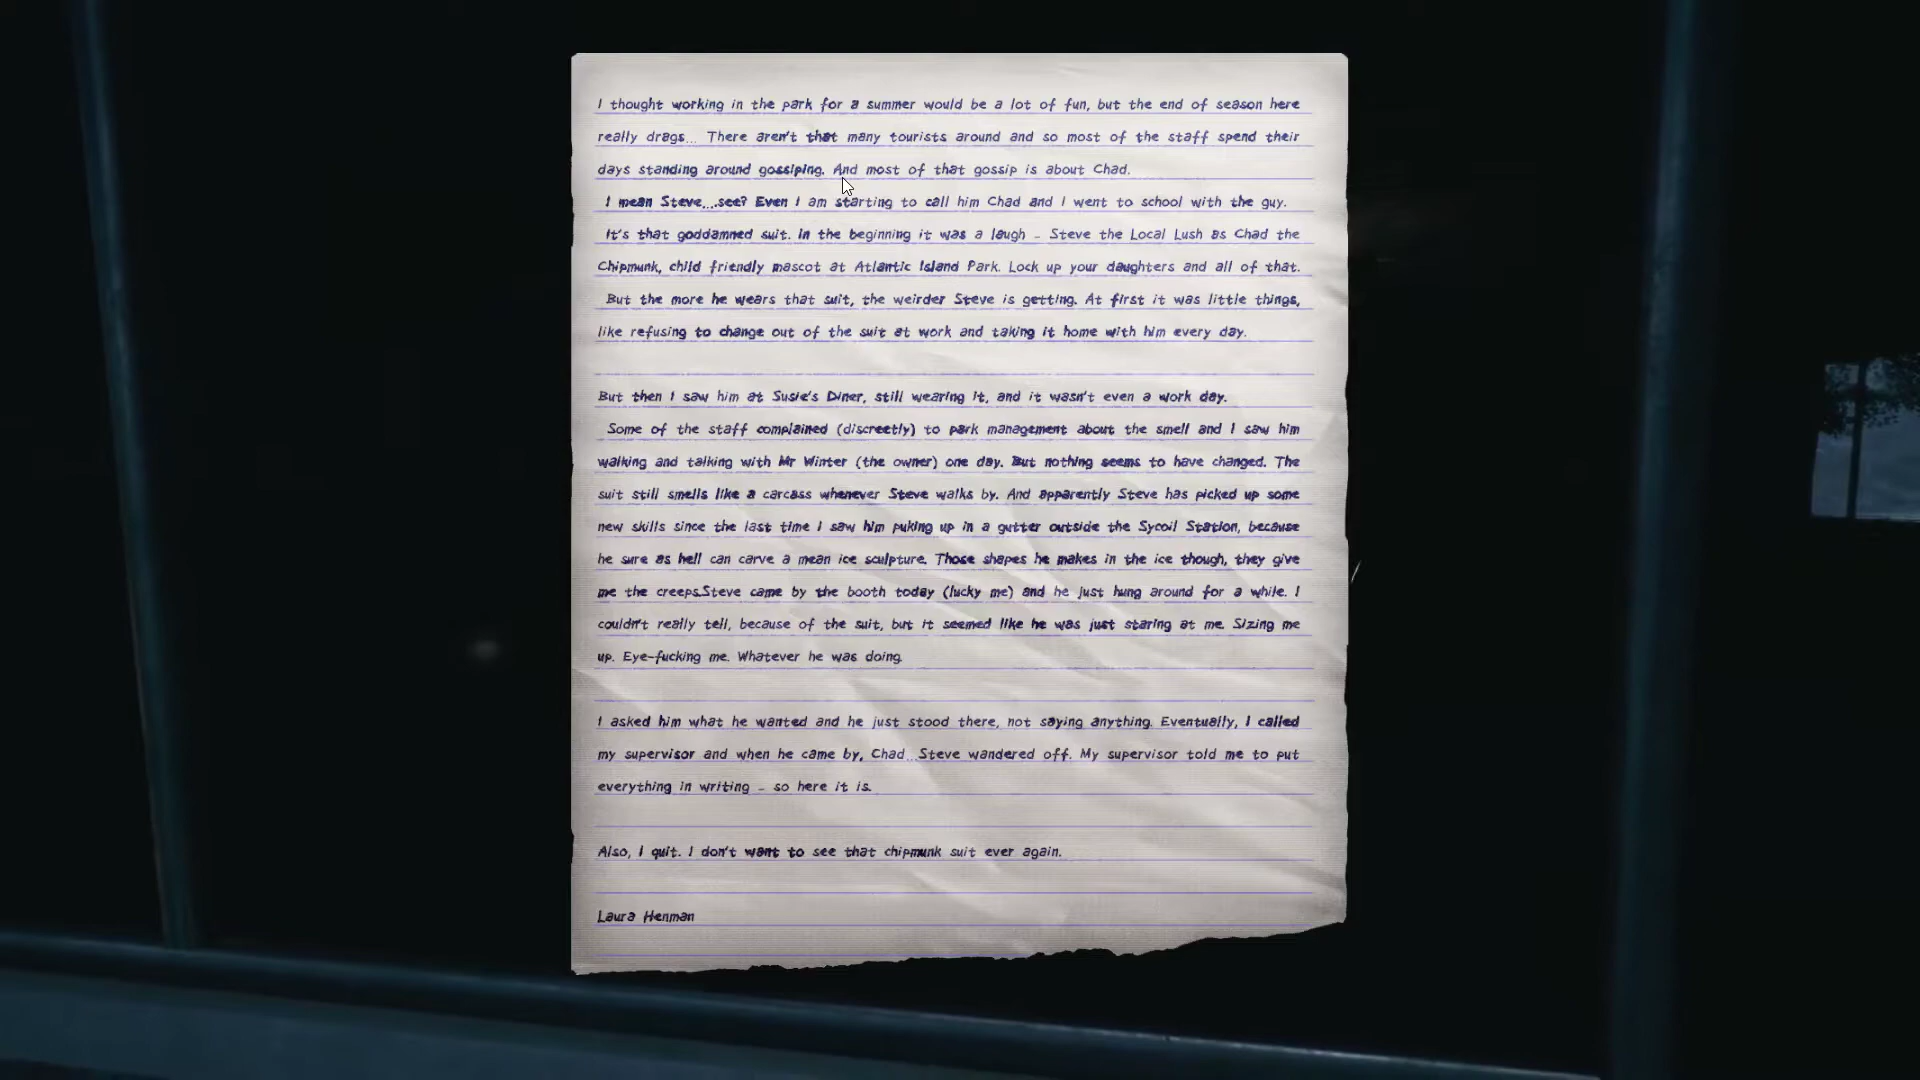 I thought working in the park for a summer would be a lot of fun, but the end of season here
really drags... There aren't that many tourists around and so most of the staff spend their
days standing around gossiping. And most of that gossip is about Chad.
I mean Steve...see? Even I am starting to call him Chad and I went to school with the guy.
It's that goddamned suit. In the beginning it was a laugh - Steve the Local Lush as Chad the
Chipmunk, child friendly mascot at Atlantic Island Park. Lock up your daughters and all of that.
But the more he wears that suit, the weirder Steve is getting. At first it was little things,
like refusing to change out of the suit at work and taking it home with him every day.
But then I saw him at Susie's Diner, still wearing it, and it wasn't even a work day.
Some of the staff complained (discreetly) to park management about the smell and I saw him
walking and talking with Mr Winter (the owner) one day. But nothing seems to have changed. The
suit still smells like a carcass whenever Steve walks by. And apparently Steve has picked up some
new skills since the last time I saw him puking up in a gutter outside the Sycoil Station, because
he sure as hell can carve a mean ice sculpture. Those shapes he makes in the ice though, they give
me the creeps.Steve came by the booth today (lucky me) and he just hung around for a while. I
couldn't really tell, because of the suit, but it seemed like he was just staring at me. Sizing me
up. Eye-fucking me. Whatever he was doing.
I asked him what he wanted and he just stood there, not saying anything. Eventually, I called
my supervisor and when he came by, Chad...Steve wandered off. My supervisor told me to put
everything in writing - so here it is.
Also, I quit. I don't want to see that chipmunk suit ever again.
Laura Henman